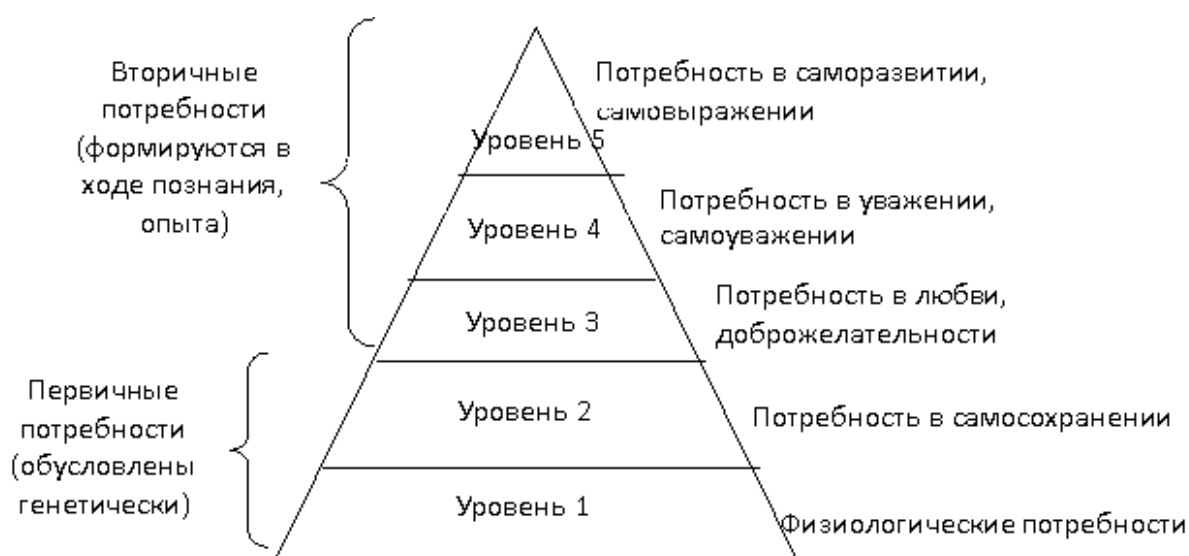 Вторичные
потребности
(формируются в
ходе познания,
опыта)
Потребность в саморазвитии,
самовыражении
Уровень 5
Потребность в уважении,
самоуважении
Уровень 4
Потребность в любви,
доброжелательности
Уровень 3
Первичные
потребности
(обусловлены
генетически)
Уровень 2
Потребность в самосохранении
Уровень 1
Физиологические потребности